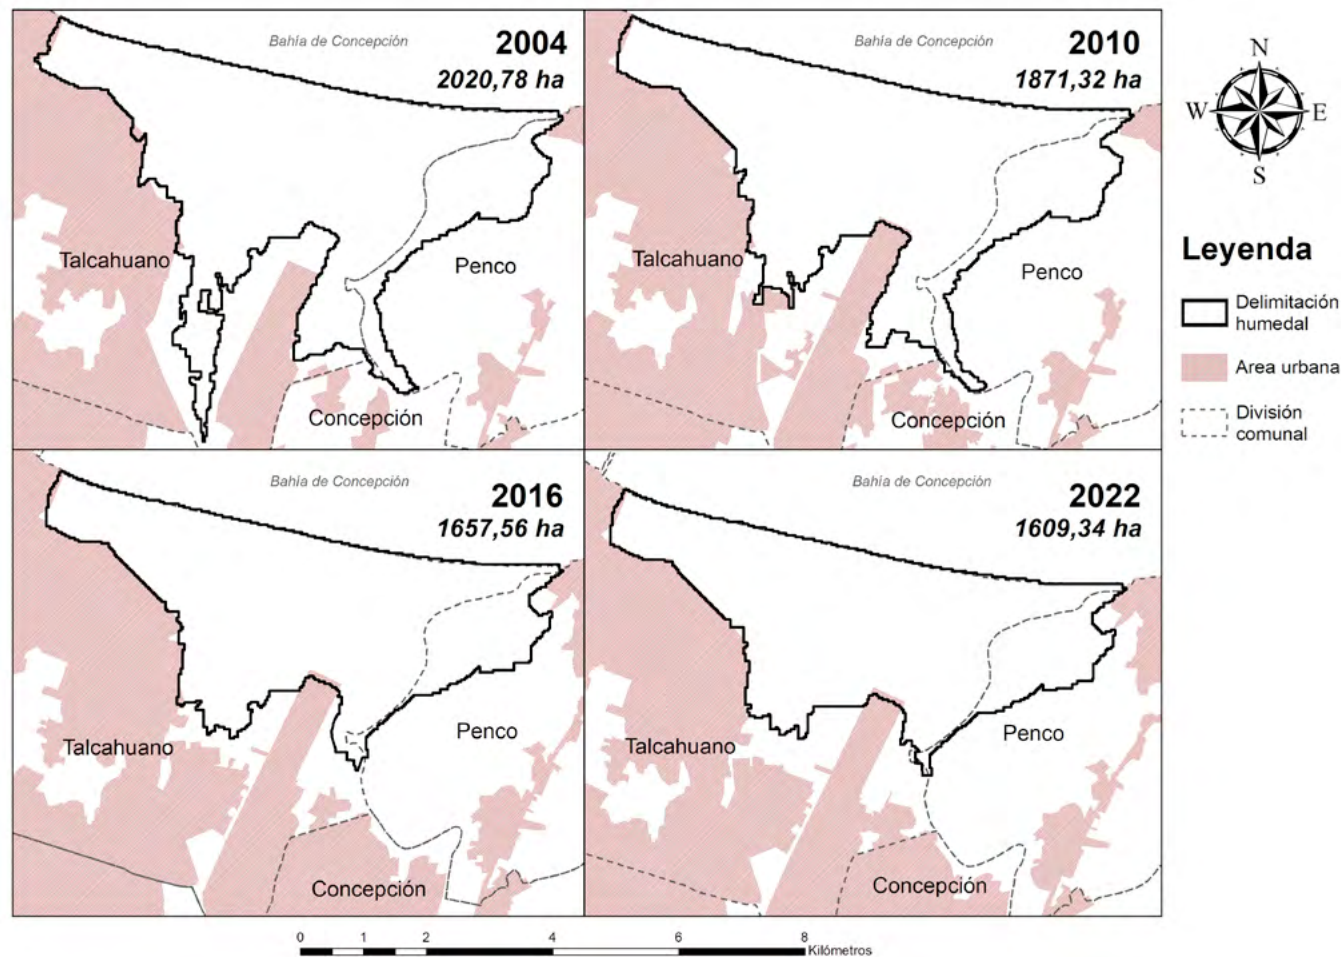 Bahía de Concepción
2004
2020,78 ha
Talcahuano
Penco
Concepción
Bahía de Concepción
2010
1871,32 ha
Talcahuano
Penco
Concepción
Bahía de Concepción
2016
1657,56 ha
Talcahuano
Penco
Concepción
Bahía de Concepción
2022
1609,34 ha
Talcahuano
Penco
Concepción
N
W E
S
Leyenda
Delimitación
humedal
Area urbana
División
comunal
0 1 2 4 6 8
Kilómetros